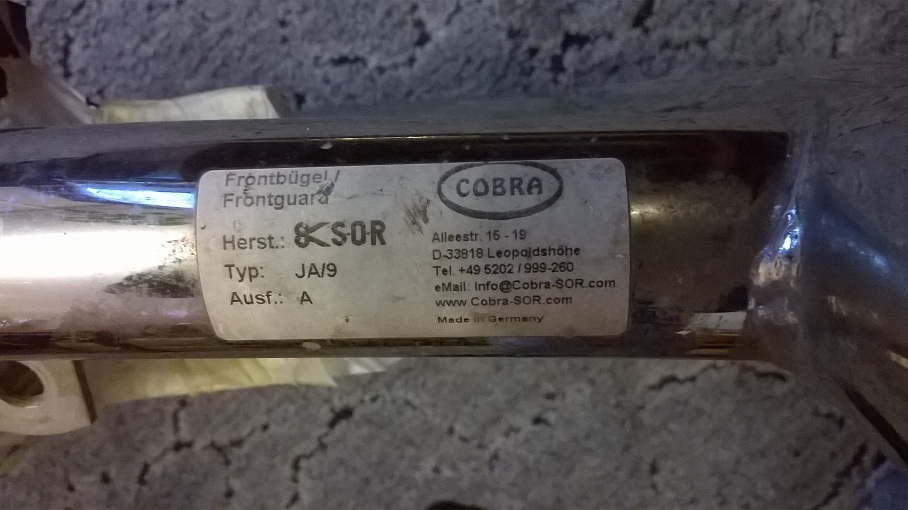 Frontbügel/
Frontguard
Herst.: S-O-R
Typ: JA/9
Ausf.: A
COBRA
Alleestr. 15 - 19
D-33818 Leopoldshöhe
Tel. +49 5202 / 999-260
eMail: Info@Cobra-SOR.com
www.Cobra-SOR.com
Made in Germany